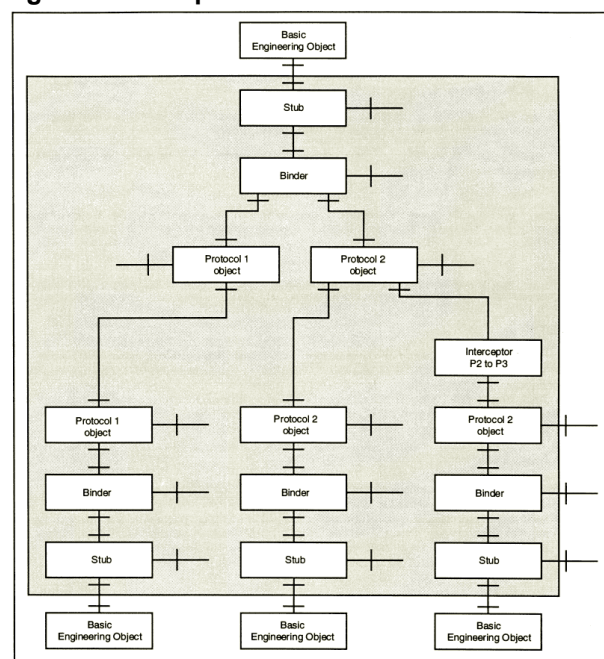 Basic
Engineering Object
Stub
Binder
Protocol 1
object
Protocol 2
object
Interceptor
P2 to P3
Protocol 1
object
Protocol 2
object
Protocol 2
object
Binder
Binder
Binder
Stub
Stub
Stub
Basic
Engineering Object
Basic
Engineering Object
Basic
Engineering Object